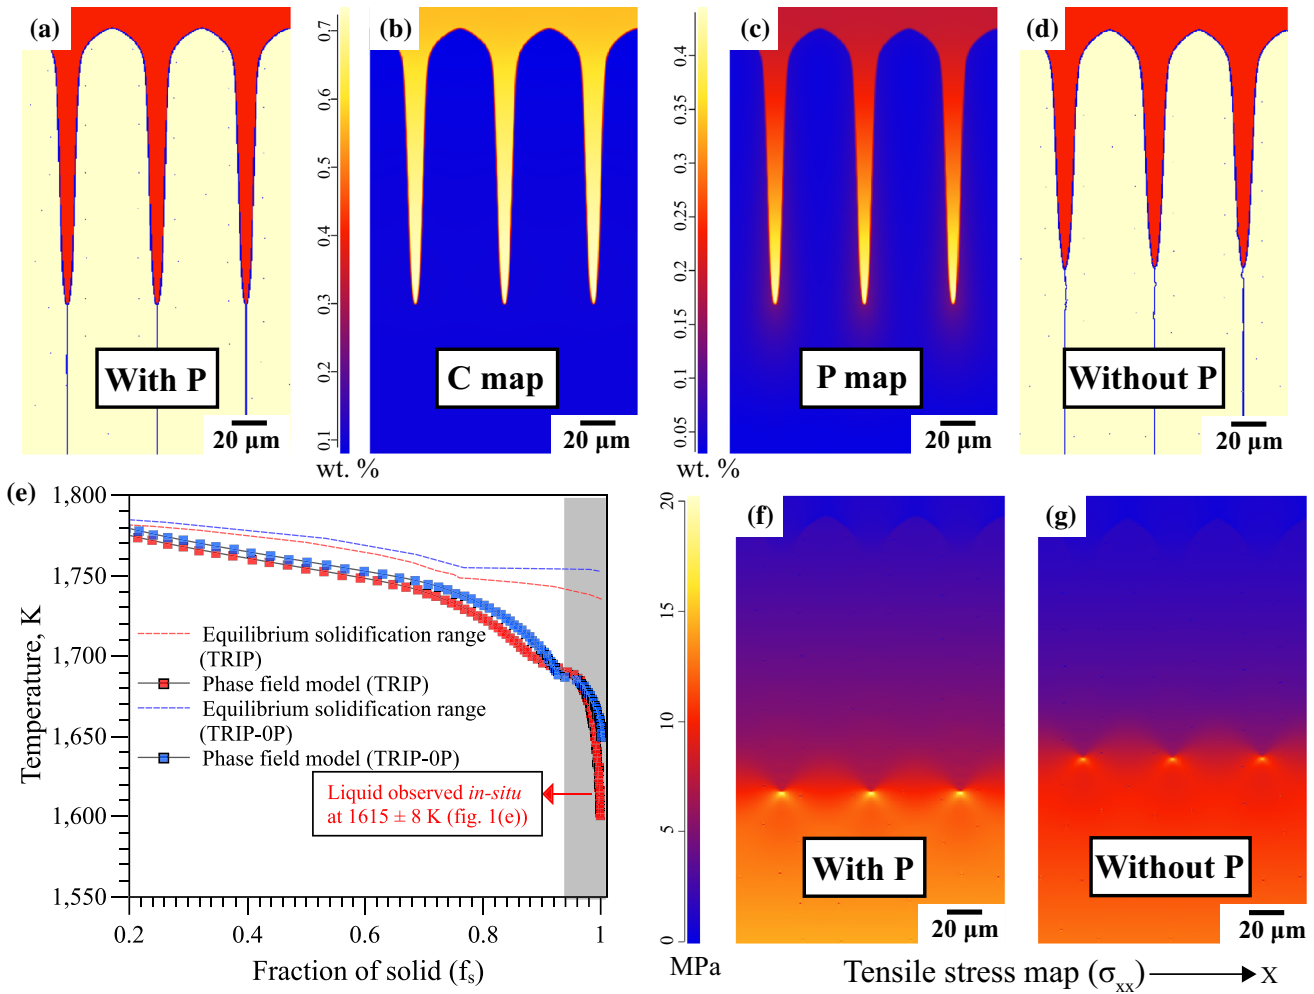 (a)
With P
20 μm
0.7
0.6
0.5
0.4
0.3
0.2
0.1
wt. %
(b)
C map
20 μm
0.4
0.35
0.3
0.25
0.2
0.15
0.1
0.05
wt. %
(c)
P map
20 μm
(d)
Without P
20 μm
(e)
1,800
1,750
1,700
1,650
1,600
1,550
Temperature, K
Equilibrium solidification range
(TRIP)
Phase field model (TRIP)
Equilibrium solidification range
(TRIP-0P)
Phase field model (TRIP-0P)
Liquid observed in-situ
at 1615 ± 8 K (fig. 1(e))
0.2
0.4
0.6
0.8
1
Fraction of solid (fs)
20
15
10
5
0
MPa
(f)
With P
20 μm
(g)
Without P
20 μm
Tensile stress map (σxx)
X